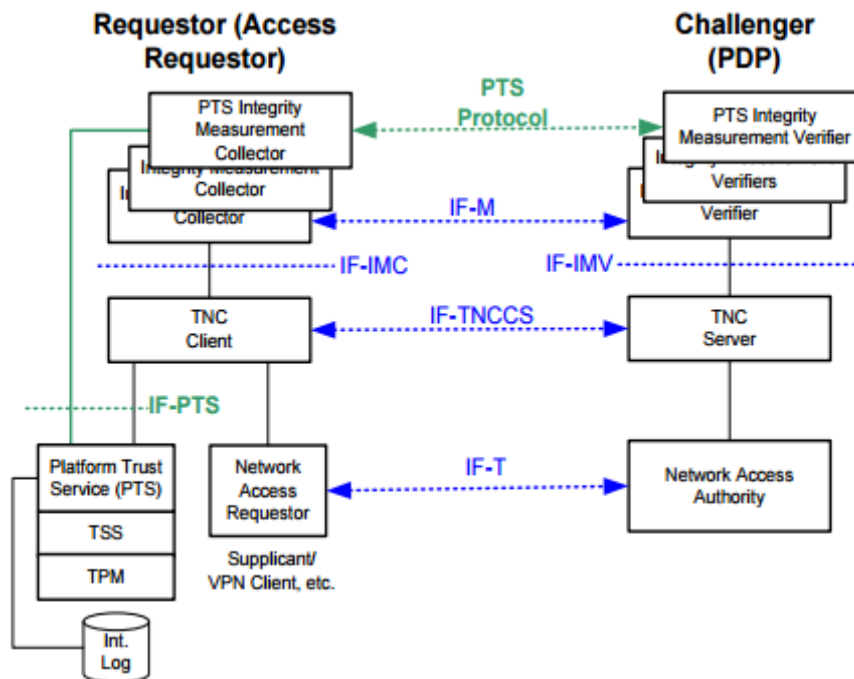 Requestor (Access
Requestor)
Challenger
(PDP)
PTS
Protocol
PTS Integrity
Measurement
Collector
PTS Integrity
Measurement Verifier
Integrity Measurement
Collector
Verifiers
Collector
Verifier
IF-M
IF-IMC
IF-IMV
TNC
Client
IF-TNCCS
TNC
Server
IF-PTS
Platform Trust
Service (PTS)
TSS
TPM
Network
Access
Requestor
IF-T
Network Access
Authority
Supplicant/
VPN Client, etc.
Int.
Log